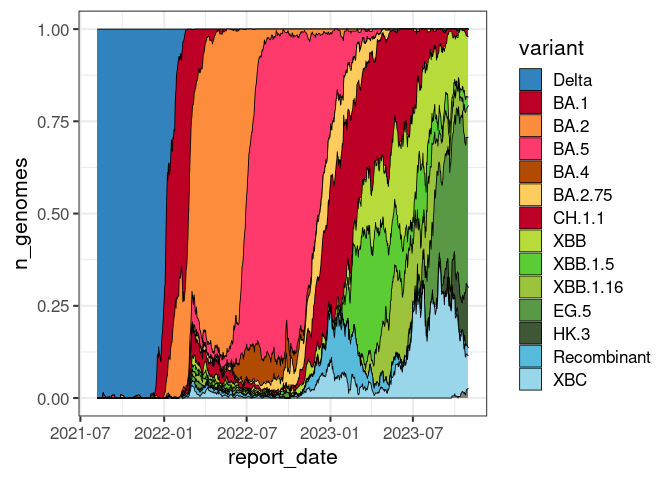 n_genomes
1.00
0.75
0.50
0.25
0.00
2021-07 2022-01 2022-07 2023-01 2023-07
report_date
variant
Delta
BA.1
BA.2
BA.5
BA.4
BA.2.75
CH.1.1
XBB
XBB.1.5
XBB.1.16
EG.5
HK.3
Recombinant
XBC